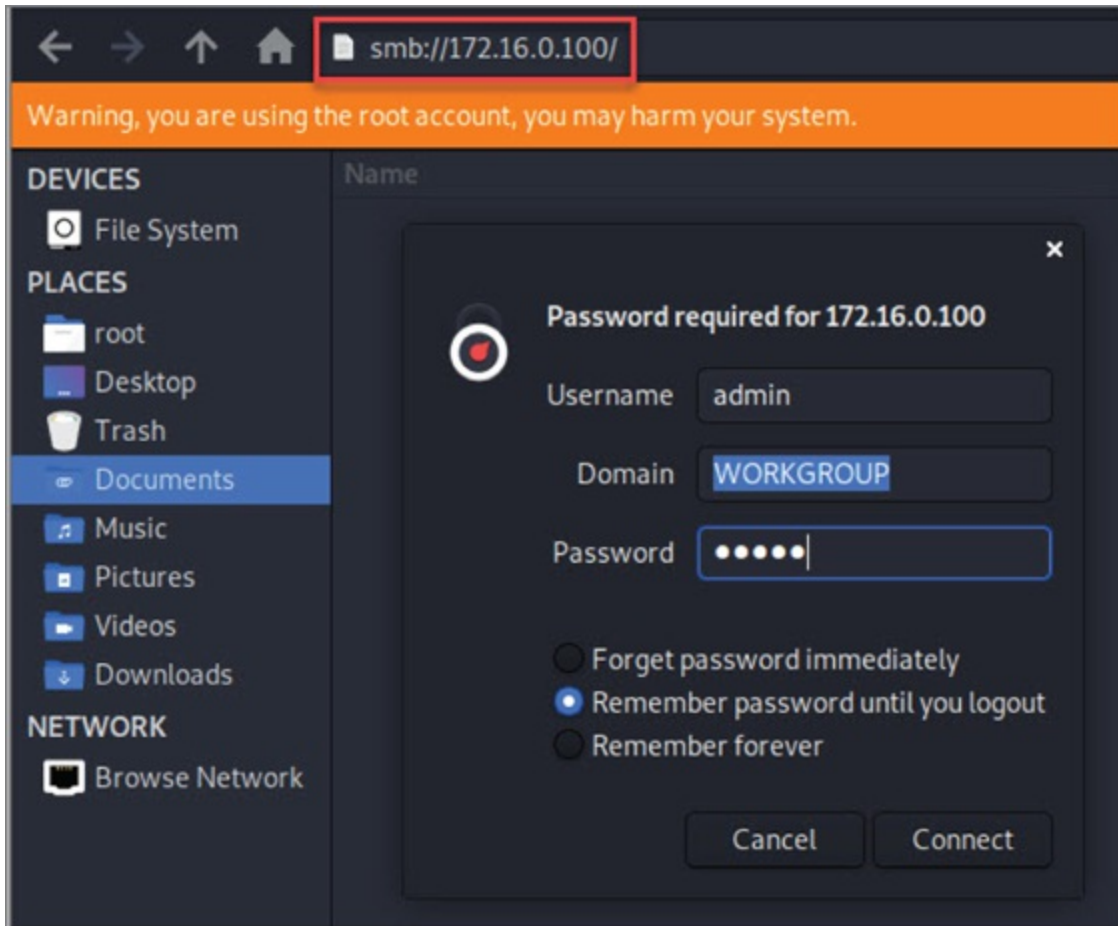 smb://172.16.0.100/
Warning, you are using the root account, you may harm your system.
DEVICES
Name
File System
PLACES
root
Desktop
Trash
Documents
Music
Pictures
Videos
Downloads
NETWORK
Browse Network
×
Password required for 172.16.0.100
Username admin
Domain WORKGROUP
Password •••••
Forget password immediately
Remember password until you logout
Remember forever
Cancel Connect